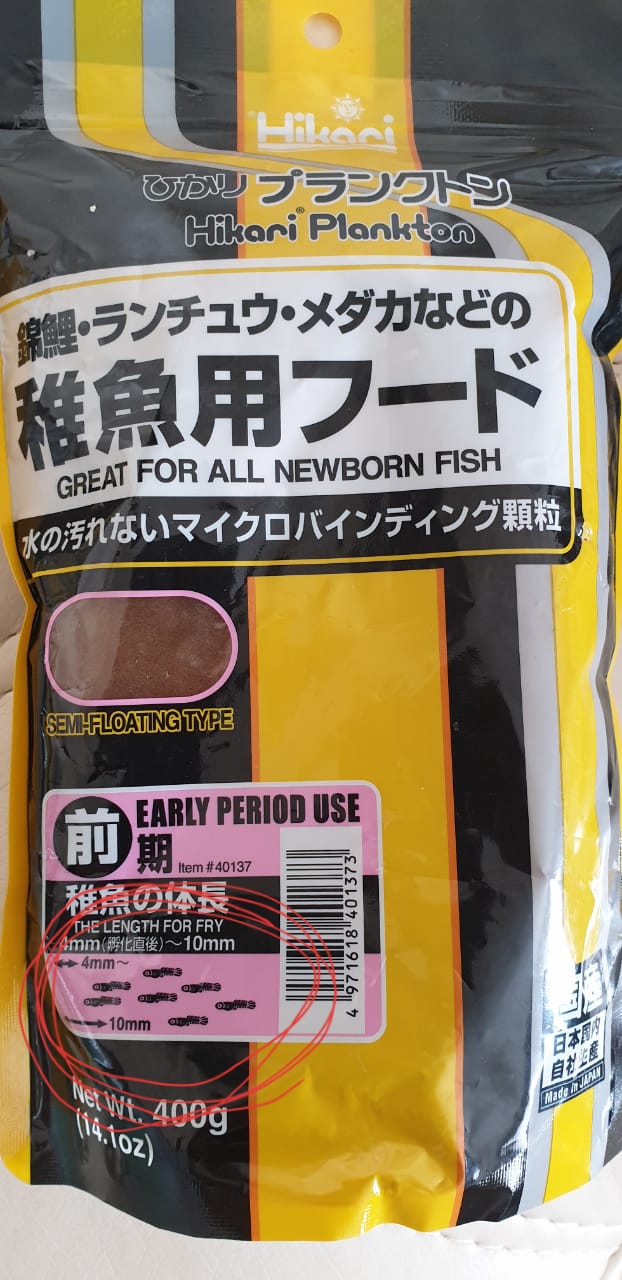 Hikari
ひかり プランクトン
Hikari® Plankton
錦鯉・ランチュウ・メダカなどの
稚魚用フード
GREAT FOR ALL NEWBORN FISH
水の汚れないマイクロバインディング顆粒
SEMI-FLOATING TYPE
前期
EARLY PERIOD USE
Item #40137
稚魚の体長
THE LENGTH FOR FRY
4mm(孵化直後)~10mm
4mm~
10mm
4 971618 401373
Net Wt. 400g
(14.1oz)
国産
日本国内
自社生産
Made in JAPAN